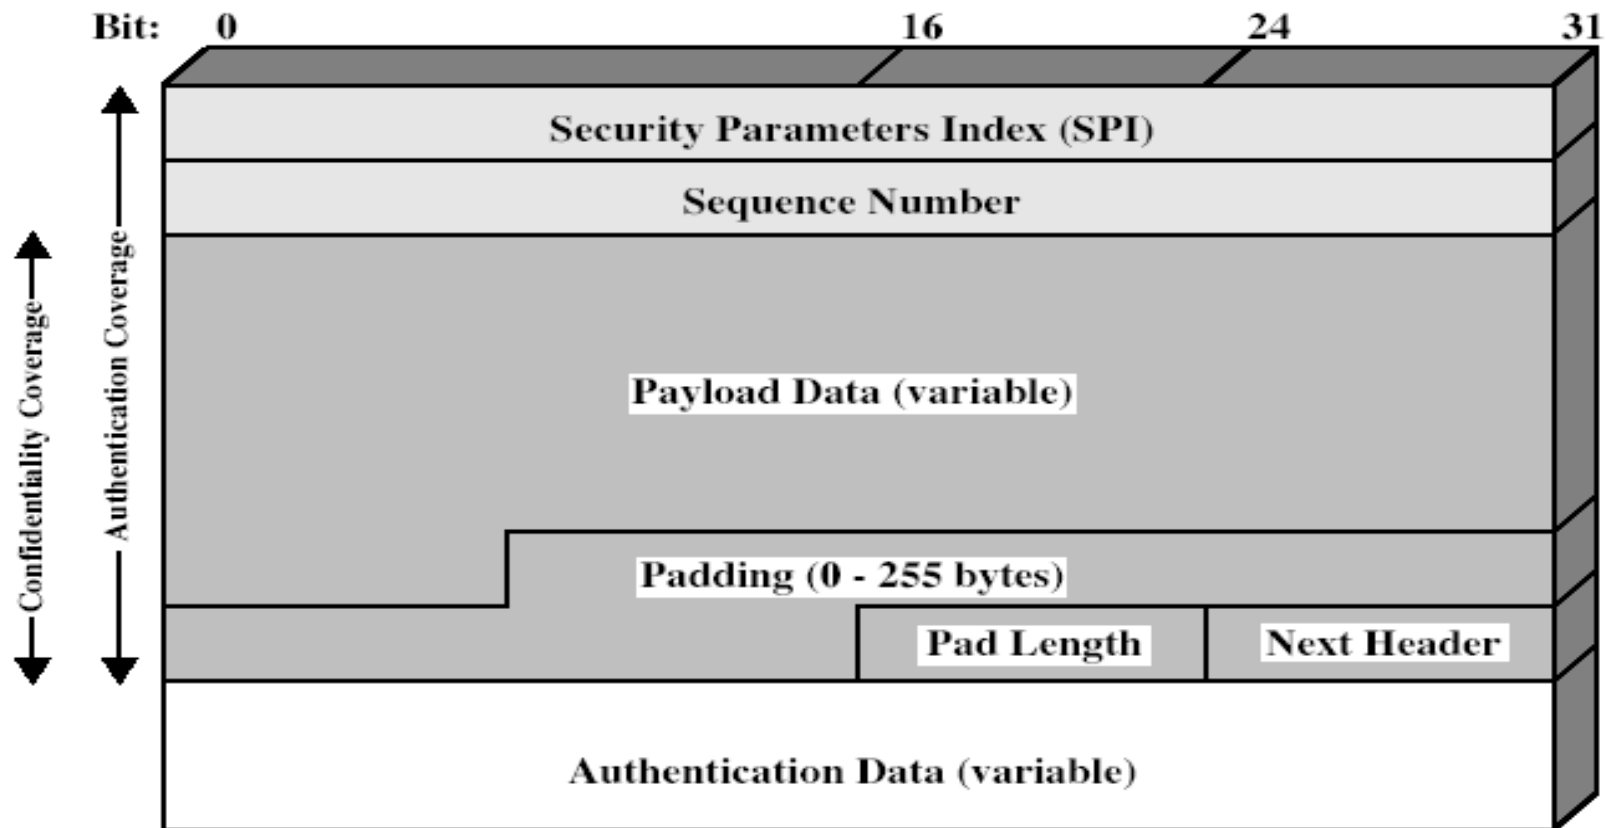 Bit: 0 16 24 31
Security Parameters Index (SPI)
Sequence Number
Confidentiality Coverage
Authentication Coverage
Payload Data (variable)
Padding (0 - 255 bytes)
Pad Length Next Header
Authentication Data (variable)